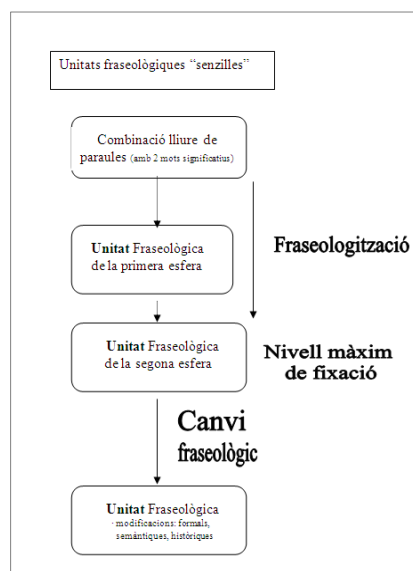 Unitats fraseològiques “senzilles”
Combinació lliure de
paraules (amb 2 mots significatius)
Fraseologització
Unitat Fraseològica
de la primera esfera
Unitat Fraseològica
de la segona esfera
Nivell màxim
de fixació
Canvi
fraseològic
Unitat Fraseològica
· modificacions: formals,
semàntiques, històriques